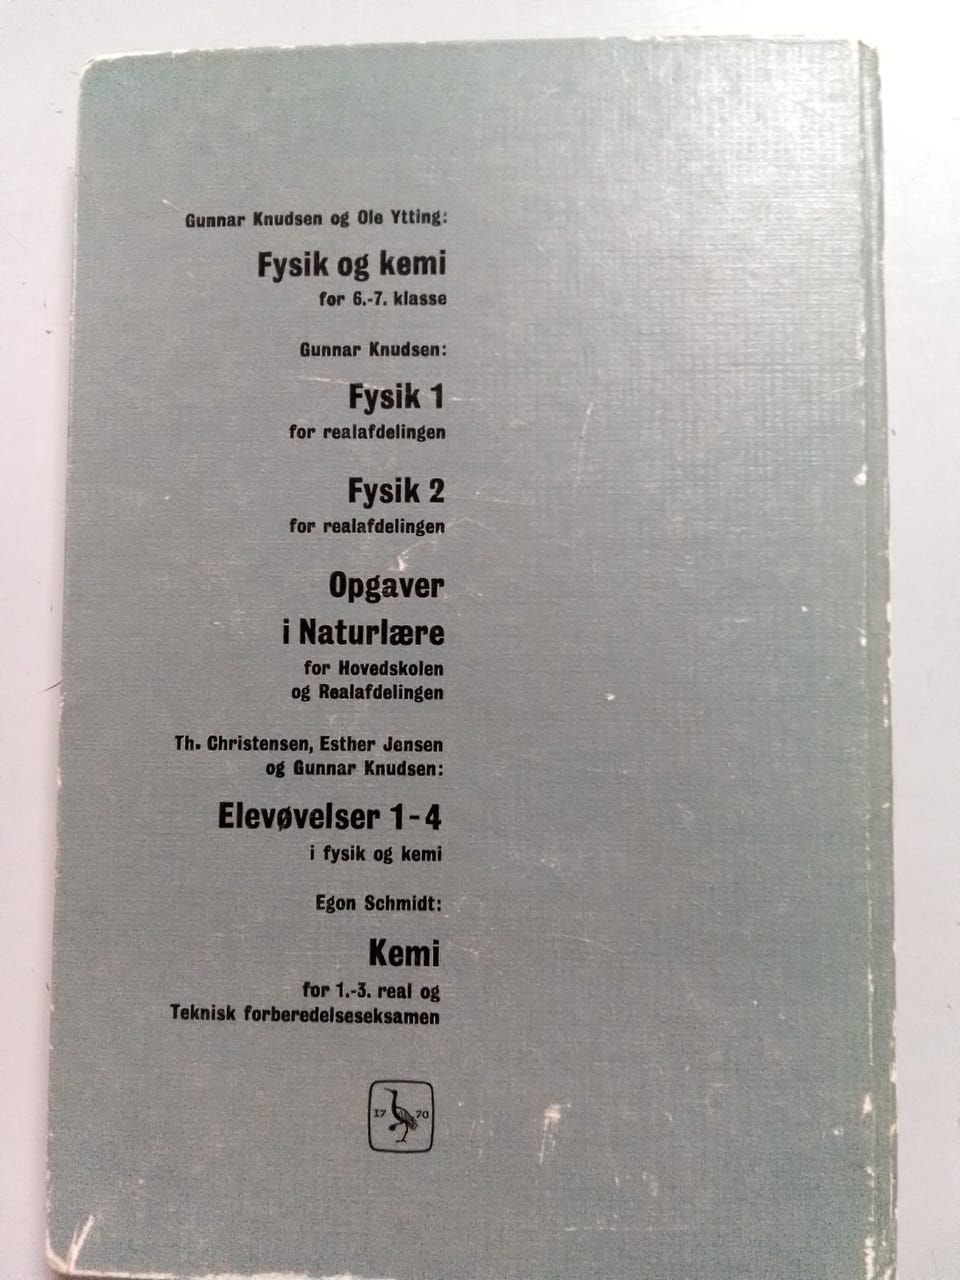 Gunnar Knudsen og Ole Ytting:
Fysik og kemi
for 6.-7. klasse
Gunnar Knudsen:
Fysik 1
for realafdelingen
Fysik 2
for realafdelingen
Opgaver
i Naturlære
for Hovedskolen
og Realafdelingen
Th. Christensen, Esther Jensen
og Gunnar Knudsen:
Elevøvelser 1-4
i fysik og kemi
Egon Schmidt:
Kemi
for 1.-3. real og
Teknisk forberedelseseksamen
17 70